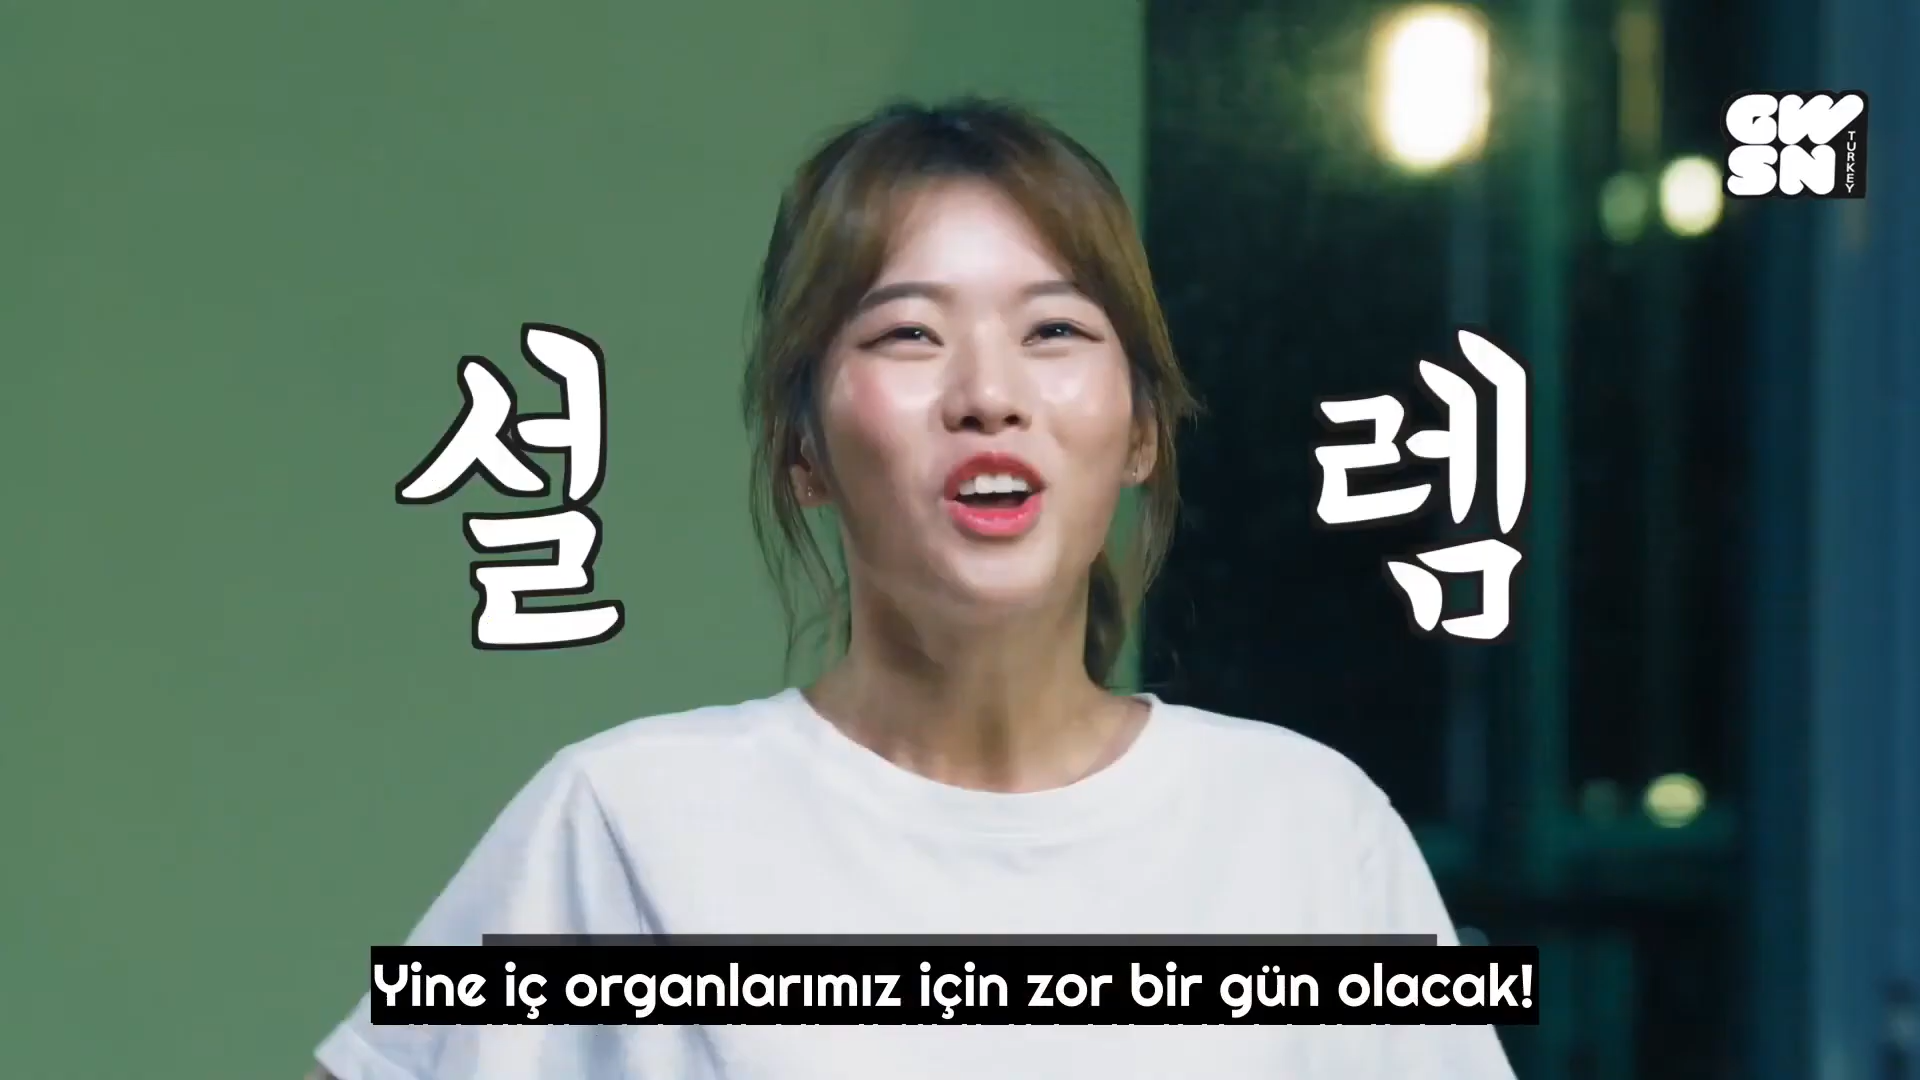 GW
SN
TURKEY
설 렘
Yine iç organlarımız için zor bir gün olacak!